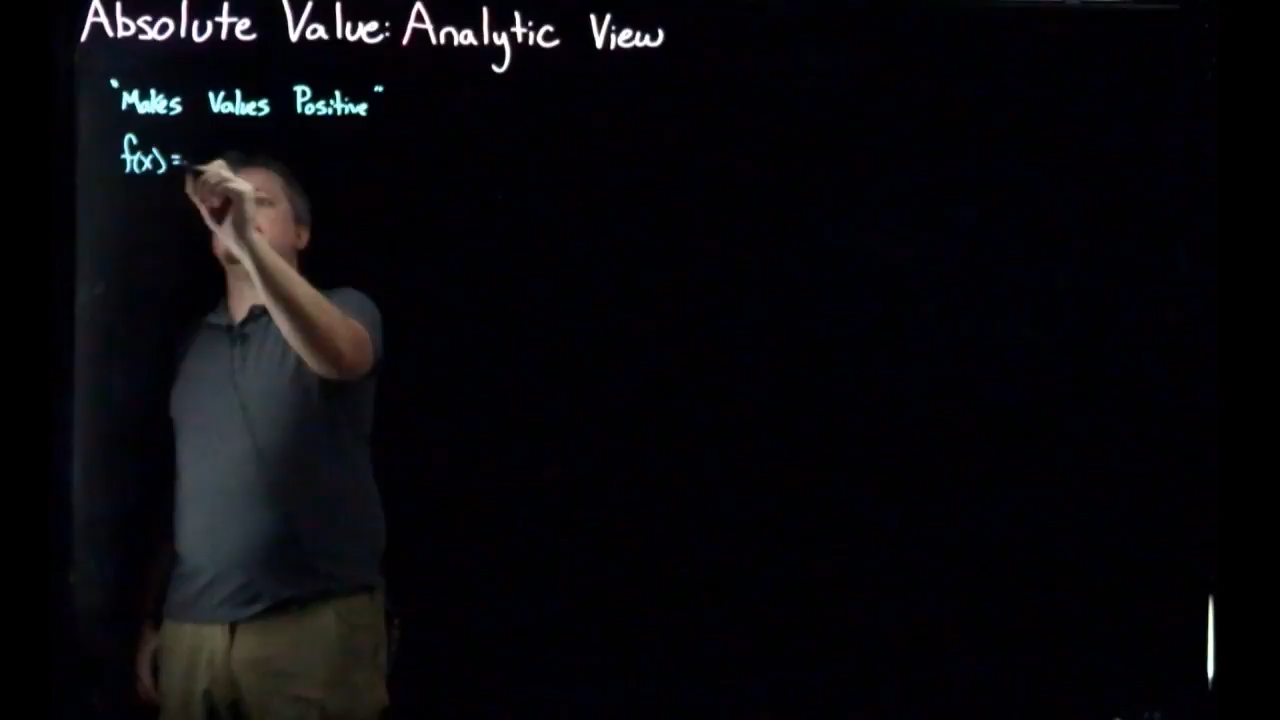 Absolute Value: Analytic View
"Makes Values Positive"
f(x) =